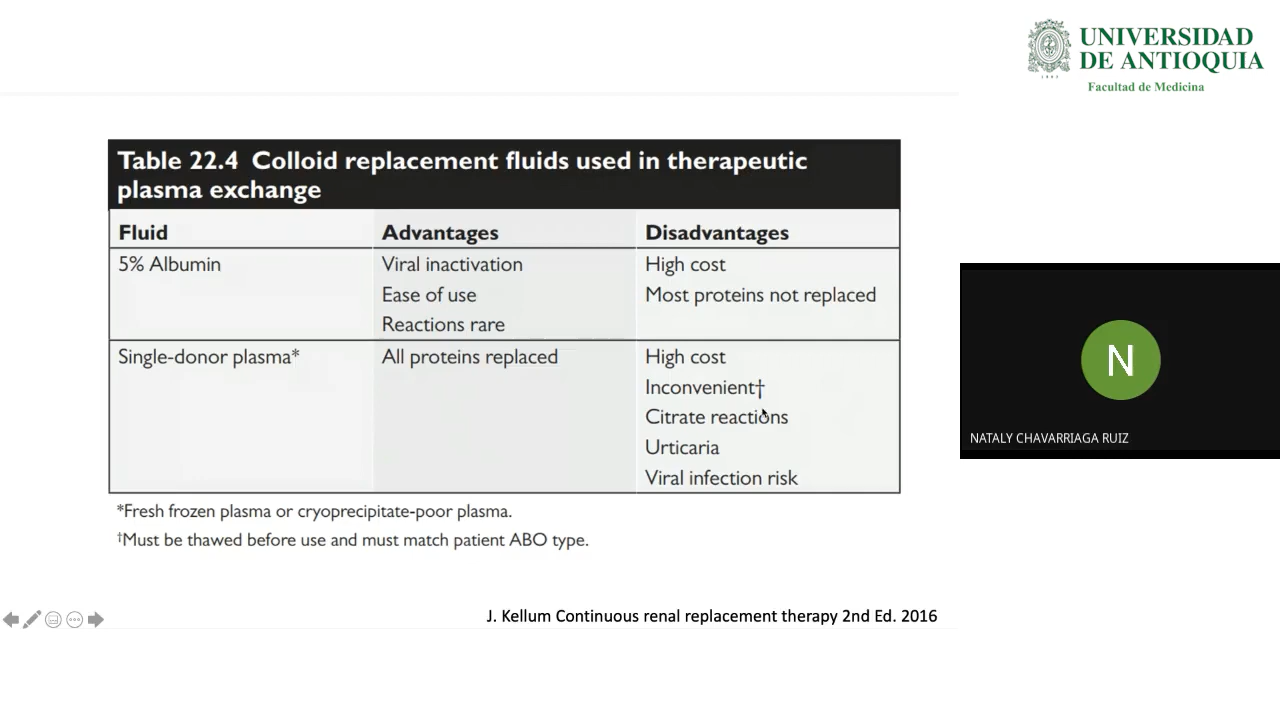 UNIVERSIDAD
DE ANTIOQUIA
1803
Facultad de Medicina
Table 22.4 Colloid replacement fluids used in therapeutic
plasma exchange
Fluid Advantages Disadvantages
5% Albumin Viral inactivation High cost
Ease of use Most proteins not replaced
Reactions rare
Single-donor plasma* All proteins replaced High cost
Inconvenient†
Citrate reactions
Urticaria
Viral infection risk
*Fresh frozen plasma or cryoprecipitate-poor plasma.
†Must be thawed before use and must match patient ABO type.
N
NATALY CHAVARRIAGA RUIZ
J. Kellum Continuous renal replacement therapy 2nd Ed. 2016